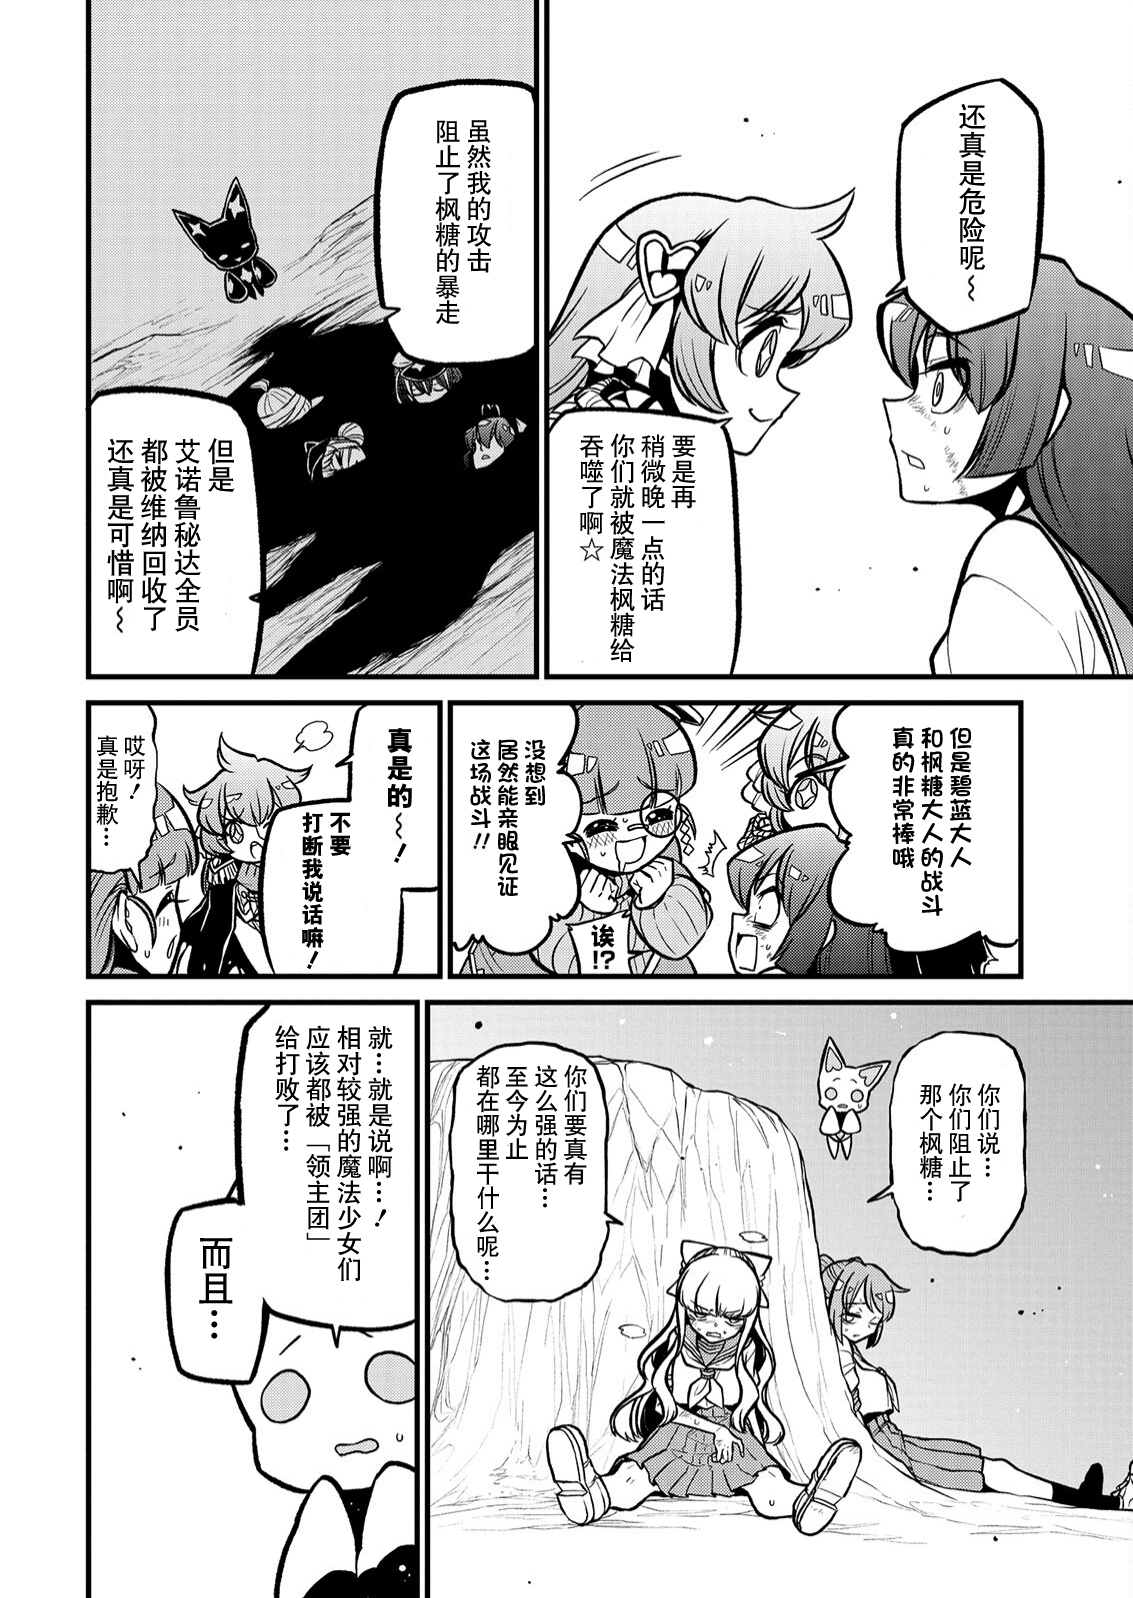 还真是危险呢～
要是再
稍微晚一点的话
你们就被魔法枫糖给
吞噬了啊☆
虽然我的攻击
阻止了枫糖的暴走
但是
艾诺鲁秘达全员
都被维纳回收了
还真是可惜啊～
但是碧蓝大人
和枫糖大人的战斗
真的非常棒哦
没想到
居然能亲眼见证
这场战斗!!
诶!?
真是的～!
不要
打断我说话嘛!
哎呀!
真是抱歉…
你们说…
你们阻止了
那个枫糖…
你们要真有
这么强的话…
至今为止
都在哪里干什么呢…
就…就是说啊…!
相对较强的魔法少女们
应该都被「领主团」
给打败了…
而且…